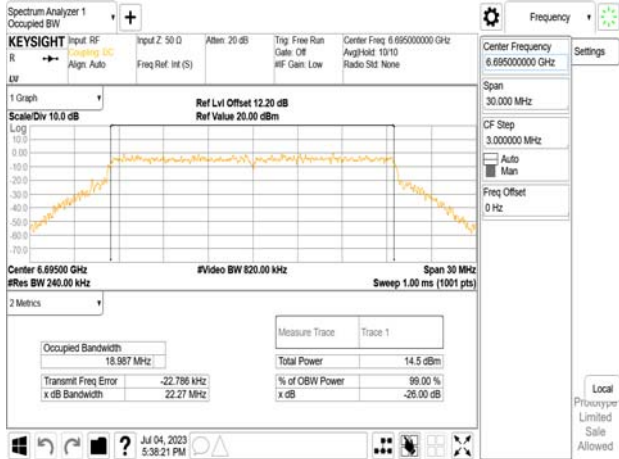 Spectrum Analyzer 1
Occupied BW
+
Frequency
KEYSIGHT
R
LV
Input: RF
Coupling: DC
Align: Auto
Input Z: 50 Ω
Freq Ref: Int (S)
Atten: 20 dB
Trig: Free Run
Gate: Off
#IF Gain: Low
Center Freq: 6.695000000 GHz
Avg|Hold: 10/10
Radio Std: None
Center Frequency
6.695000000 GHz
Settings
Span
30.000 MHz
CF Step
3.000000 MHz
Auto
Man
Freq Offset
0 Hz
1 Graph
Scale/Div 10.0 dB
Ref Lvl Offset 12.20 dB
Ref Value 20.00 dBm
Log
10.0
0.00
-10.0
-20.0
-30.0
-40.0
-50.0
-60.0
-70.0
Center 6.69500 GHz
#Res BW 240.00 kHz
#Video BW 820.00 kHz
Span 30 MHz
Sweep 1.00 ms (1001 pts)
2 Metrics
Measure Trace Trace 1
Occupied Bandwidth
18.987 MHz
Total Power 14.5 dBm
Transmit Freq Error -22.786 kHz
% of OBW Power 99.00 %
x dB Bandwidth 22.27 MHz
x dB -26.00 dB
Local
Prototype
Limited
Sale
Allowed
?
Jul 04, 2023
5:38:21 PM